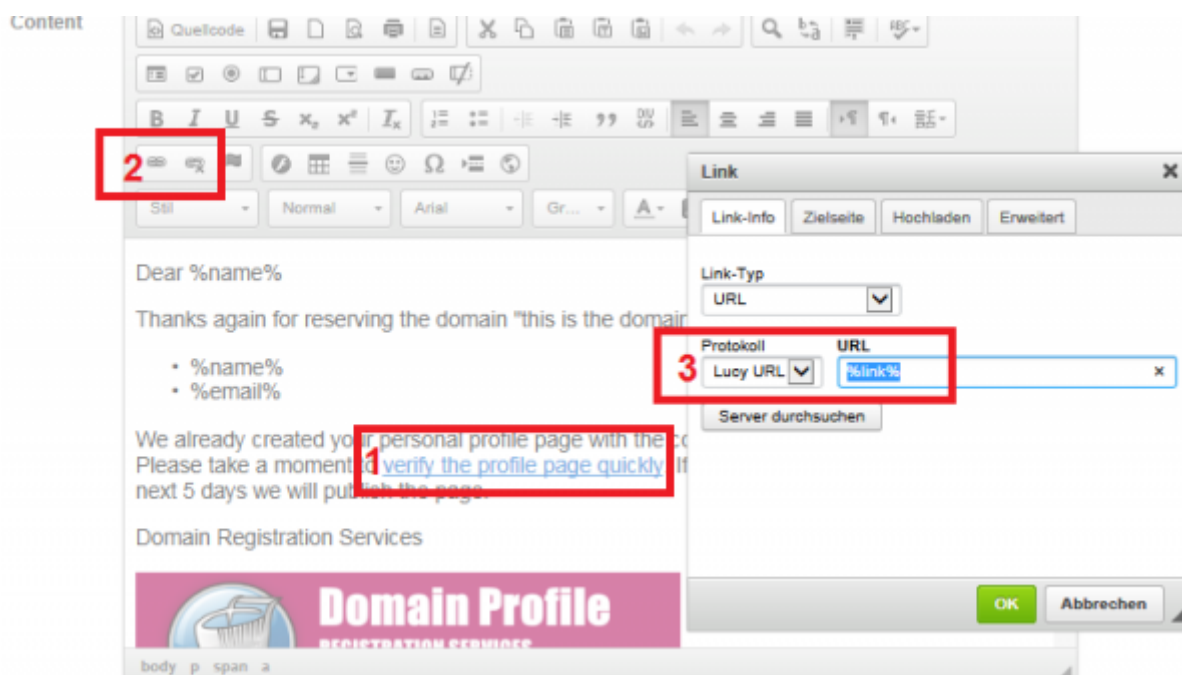 Content
Quellcode
2
Stil Normal Arial Gr... A
Dear %name%
Thanks again for reserving the domain "this is the domain
• %name%
• %email%
We already created your personal profile page with the co
Please take a moment to verify the profile page quickly. If
1
next 5 days we will publish the page.
Domain Registration Services
Domain Profile
REGISTRATION SERVICES
body p span a
Link
Link-Info Zielseite Hochladen Erweitert
Link-Typ
URL
Protokoll URL
3 Lucy URL %link%
Server durchsuchen
OK Abbrechen